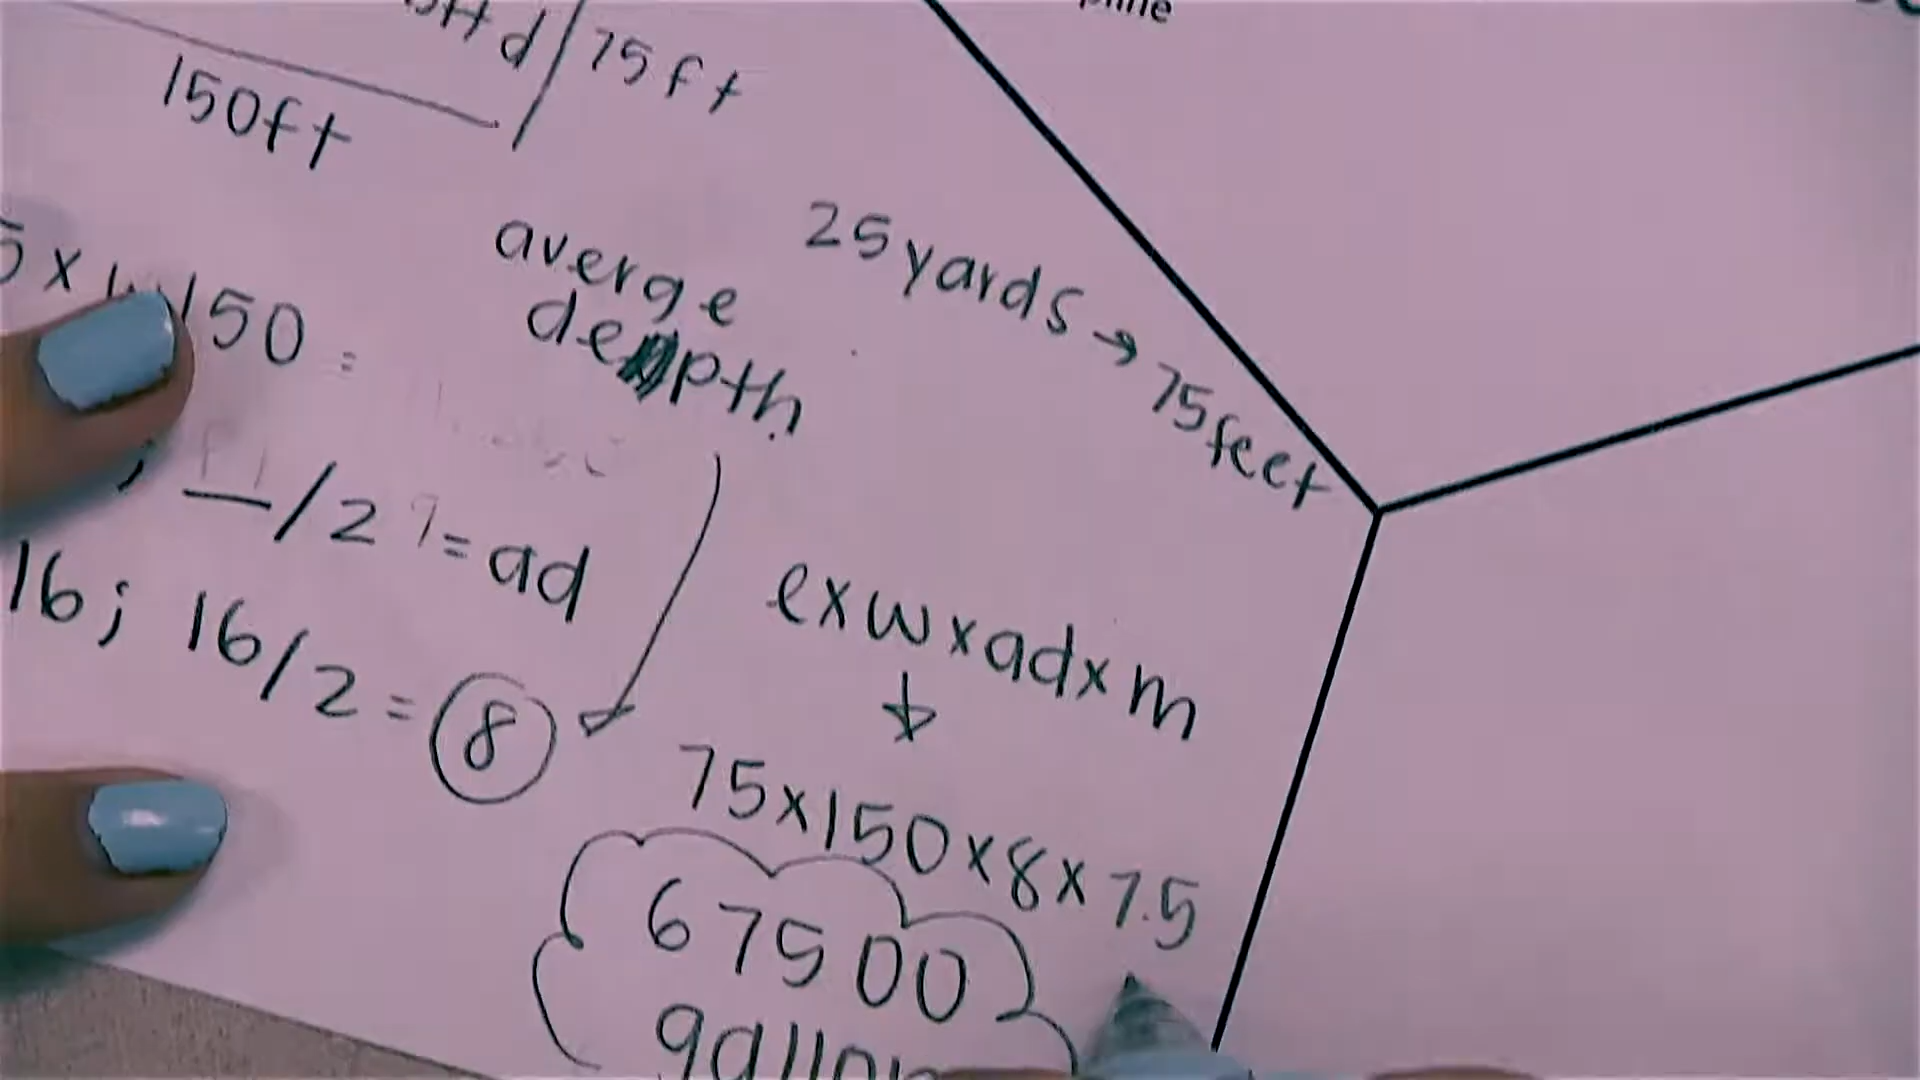 75ft
150ft
averge
depth
25 yards → 75 feet
150 =
/2 = ad
16; 16/2 = 8
l x w x ad x m
75 x 150 x 8 x 7.5
67500